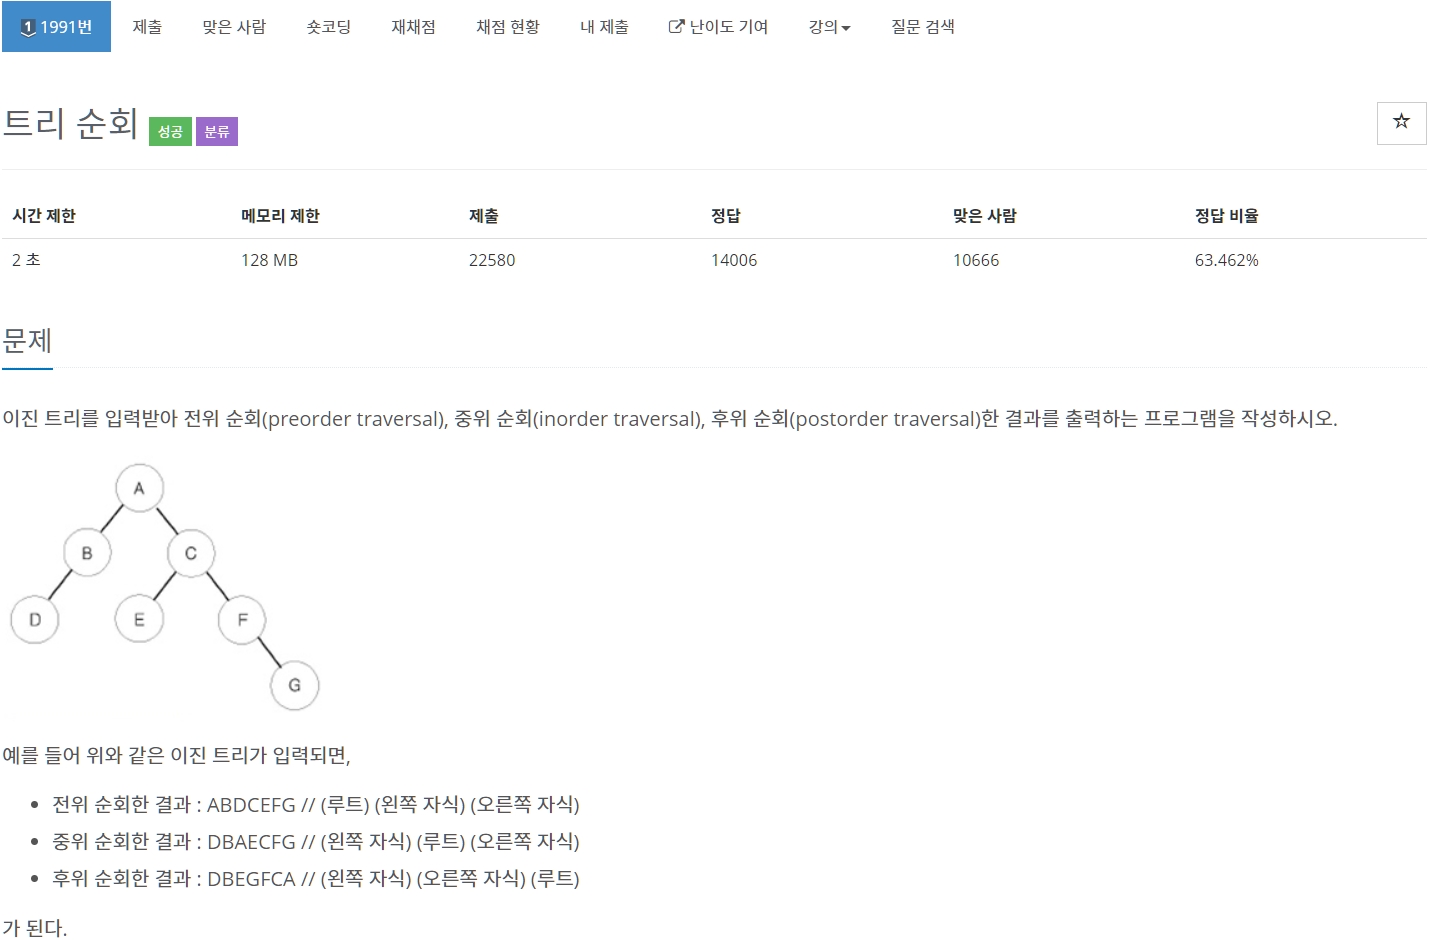 1 1991번 제출 맞은 사람 숏코딩 재채점 채점 현황 내 제출 난이도 기여 강의 질문 검색
트리 순회 성공 분류
시간 제한 메모리 제한 제출 정답 맞은 사람 정답 비율
2 초 128 MB 22580 14006 10666 63.462%
문제
이진 트리를 입력받아 전위 순회(preorder traversal), 중위 순회(inorder traversal), 후위 순회(postorder traversal)한 결과를 출력하는 프로그램을 작성하시오.
A
B C
D E F
G
예를 들어 위와 같은 이진 트리가 입력되면,
• 전위 순회한 결과 : ABDCEFG // (루트) (왼쪽 자식) (오른쪽 자식)
• 중위 순회한 결과 : DBAECFG // (왼쪽 자식) (루트) (오른쪽 자식)
• 후위 순회한 결과 : DBEGFCA // (왼쪽 자식) (오른쪽 자식) (루트)
가 된다.